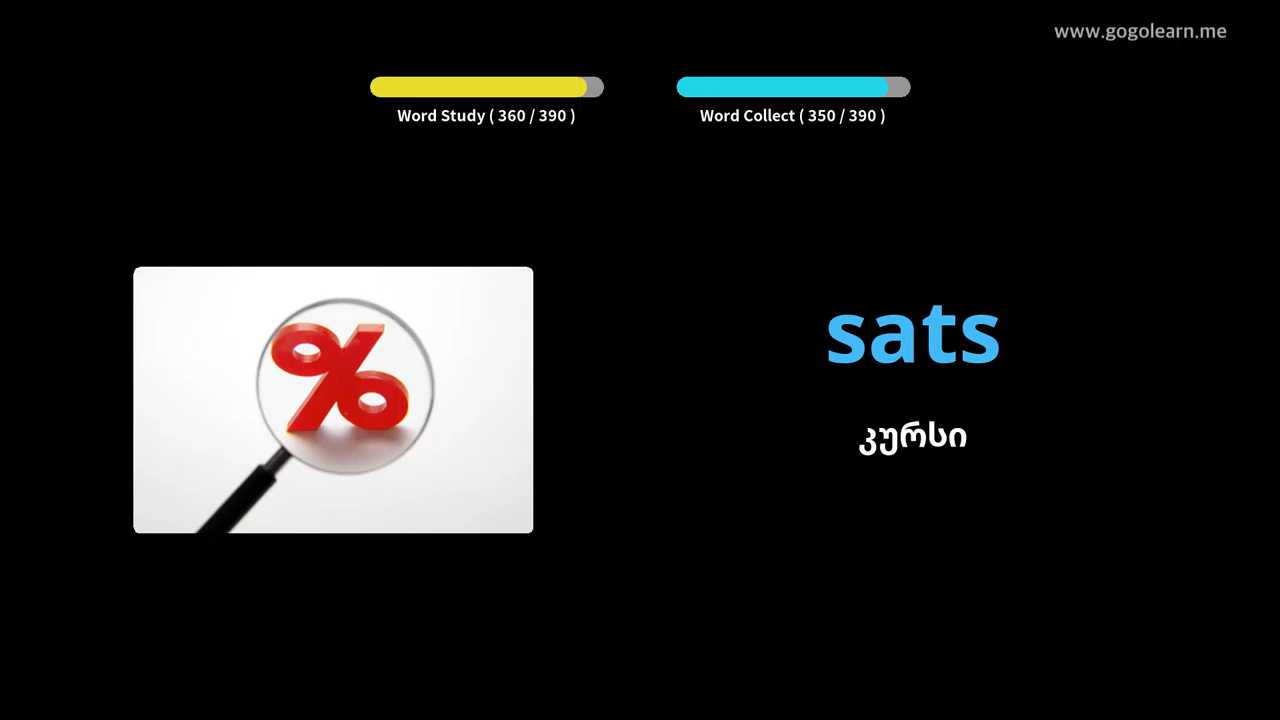 www.gogolearn.me
Word Study ( 360 / 390 )
Word Collect ( 350 / 390 )
%
sats
კურსი